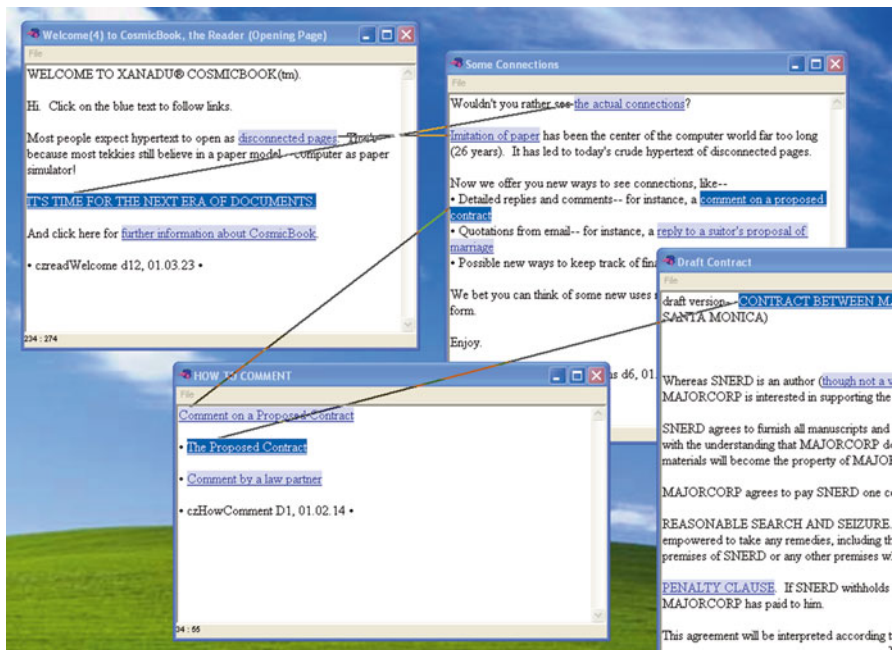 Welcome(4) to CosmicBook, the Reader (Opening Page)
File
WELCOME TO XANADU® COSMICBOOK(tm).
Hi. Click on the blue text to follow links.
Most people expect hypertext to open as disconnected pages. This is
because most tekkies still believe in a paper model-- computer as paper
simulator!
IT'S TIME FOR THE NEXT ERA OF DOCUMENTS.
And click here for further information about CosmicBook.
• czreadWelcome d12, 01.03.23 •
234 : 274
Some Connections
File
Wouldn't you rather see the actual connections?
Imitation of paper has been the center of the computer world far too long
(26 years). It has led to today's crude hypertext of disconnected pages.
Now we offer you new ways to see connections, like--
• Detailed replies and comments-- for instance, a comment on a proposed
contract
• Quotations from email-- for instance, a reply to a suitor's proposal of
marriage
• Possible new ways to keep track of
We bet you can think of some new uses
form.
Enjoy.
d6, 01.
HOW TO COMMENT
File
Comment on a Proposed Contract
• The Proposed Contract
• Comment by a law partner
• czHowComment D1, 01.02.14 •
34 : 55
Draft Contract
File
draft version-- CONTRACT BETWEEN
SANTA MONICA)
Whereas SNERD is an author (though not a
MAJORCORP is interested in supporting the
SNERD agrees to furnish all manuscripts and
with the understanding that MAJORCORP
materials will become the property of
MAJORCORP agrees to pay SNERD one
REASONABLE SEARCH AND SEIZURE.
empowered to take any remedies, including
premises of SNERD or any other premises
PENALTY CLAUSE. If SNERD withholds
MAJORCORP has paid to him.
This agreement will be interpreted according